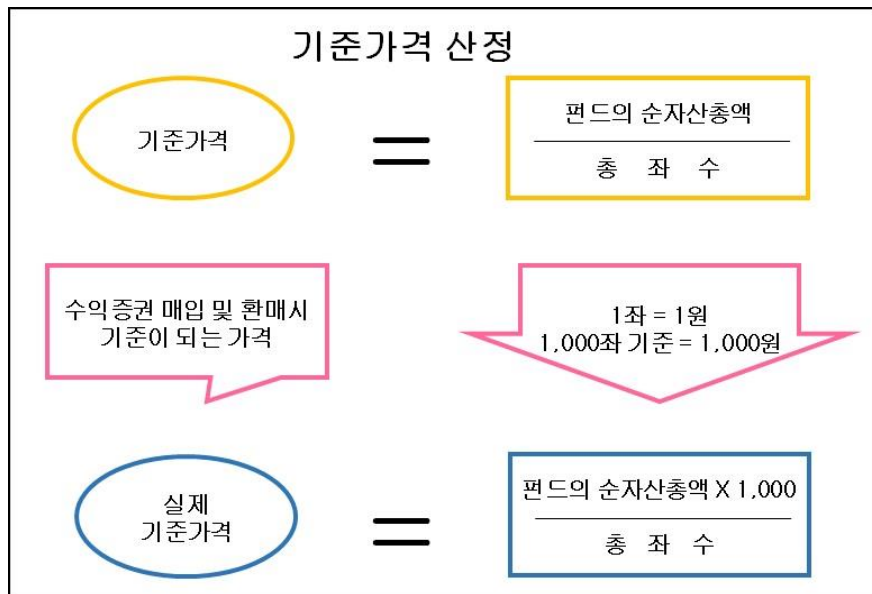 기준가격 산정
기준가격
=
펀드의 순자산총액
총 좌 수
수익증권 매입 및 환매시
기준이 되는 가격
1좌 = 1원
1,000좌 기준 = 1,000원
실제
기준가격
=
펀드의 순자산총액 X 1,000
총 좌 수